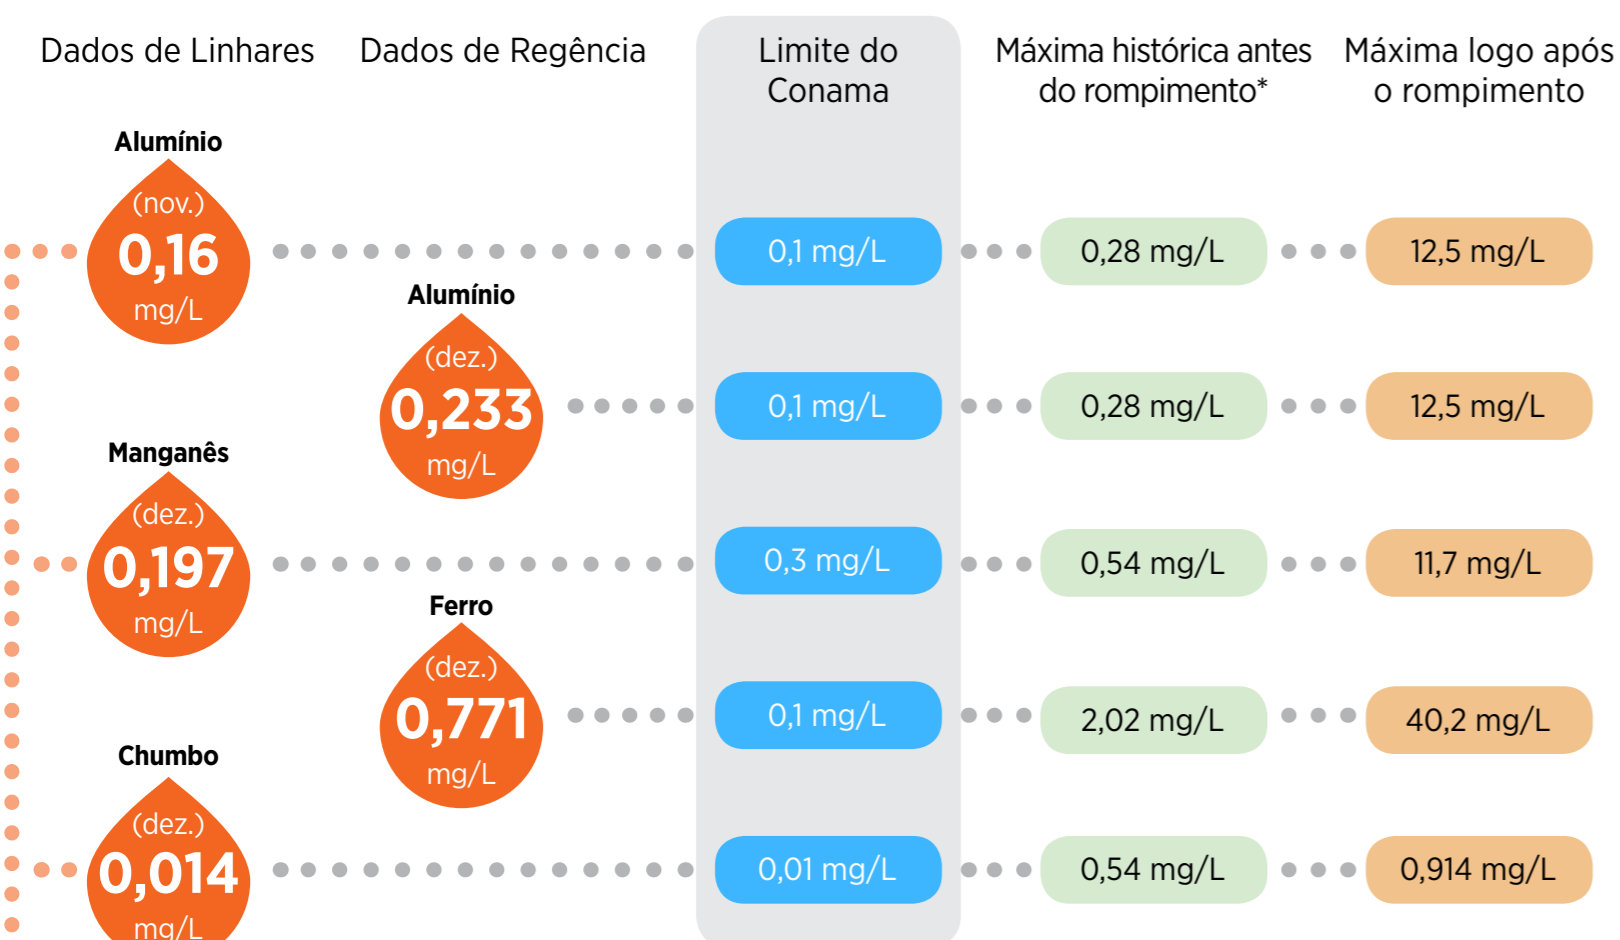 Dados de Linhares
Dados de Regência
Limite do
Conama
Máxima histórica antes
do rompimento*
Máxima logo após
o rompimento
Alumínio
(nov.)
0,16
mg/L
0,1 mg/L
0,28 mg/L
12,5 mg/L
Alumínio
(dez.)
0,233
mg/L
0,1 mg/L
0,28 mg/L
12,5 mg/L
Manganês
(dez.)
0,197
mg/L
0,3 mg/L
0,54 mg/L
11,7 mg/L
Ferro
(dez.)
0,771
mg/L
0,1 mg/L
2,02 mg/L
40,2 mg/L
Chumbo
(dez.)
0,014
mg/L
0,01 mg/L
0,54 mg/L
0,914 mg/L